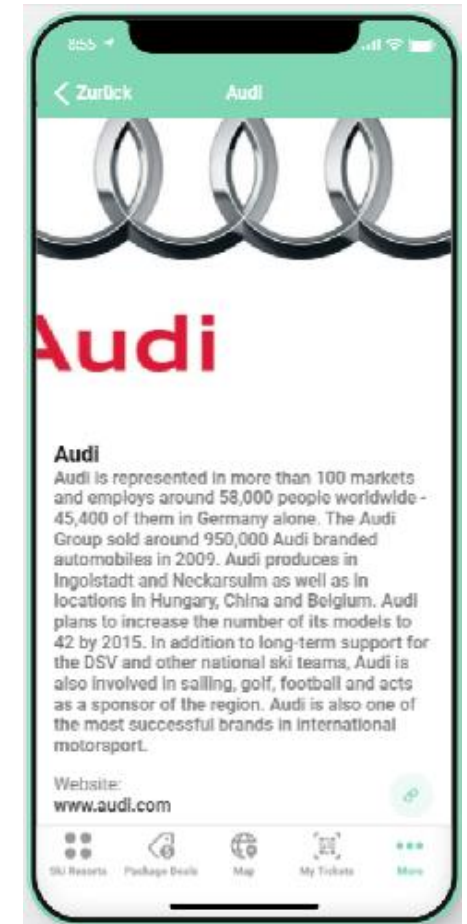 8:55
Zurück
Audi
Audi
Audi
Audi is represented in more than 100 markets
and employs around 58,000 people worldwide -
45,400 of them in Germany alone. The Audi
Group sold around 950,000 Audi branded
automobiles in 2009. Audi produces in
Ingolstadt and Neckarsulm as well as in
locations in Hungary, China and Belgium. Audi
plans to increase the number of its models to
42 by 2015. In addition to long-term support for
the DSV and other national ski teams, Audi is
also involved in sailing, golf, football and acts
as a sponsor of the region. Audi is also one of
the most successful brands in international
motorsport.
Website:
www.audi.com
Ski Resorts
Package Deals
Map
My Tickets
More